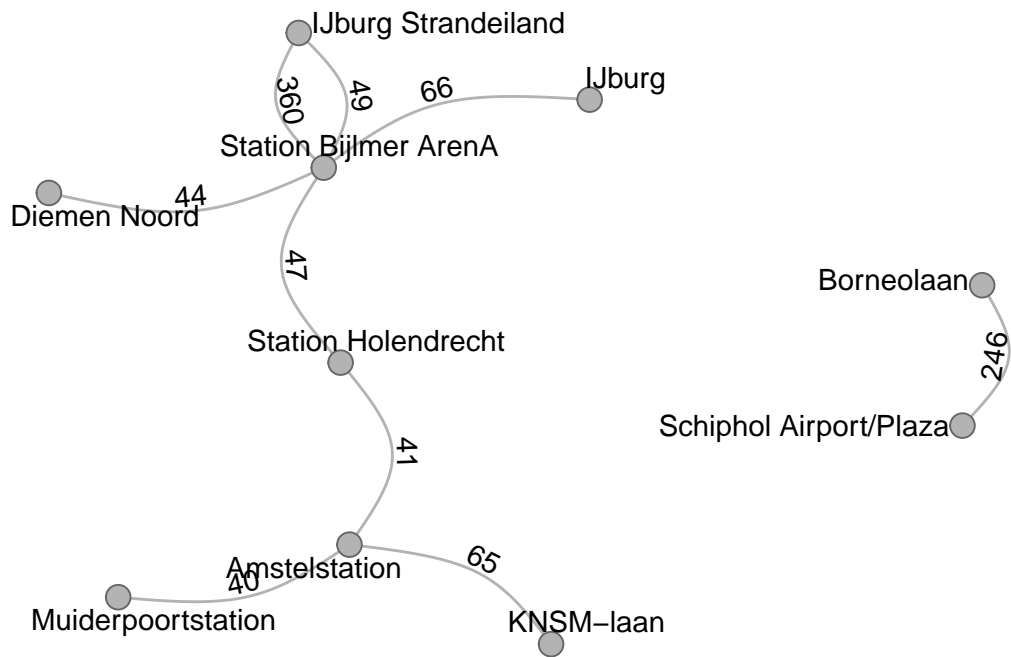 IJburg Strandeiland
IJburg
360
49
66
Station Bijlmer ArenA
44
Diemen Noord
47
Borneolaan
Station Holendrecht
246
Schiphol Airport/Plaza
41
Amstelstation
65
40
Muiderpoortstation
KNSM−laan